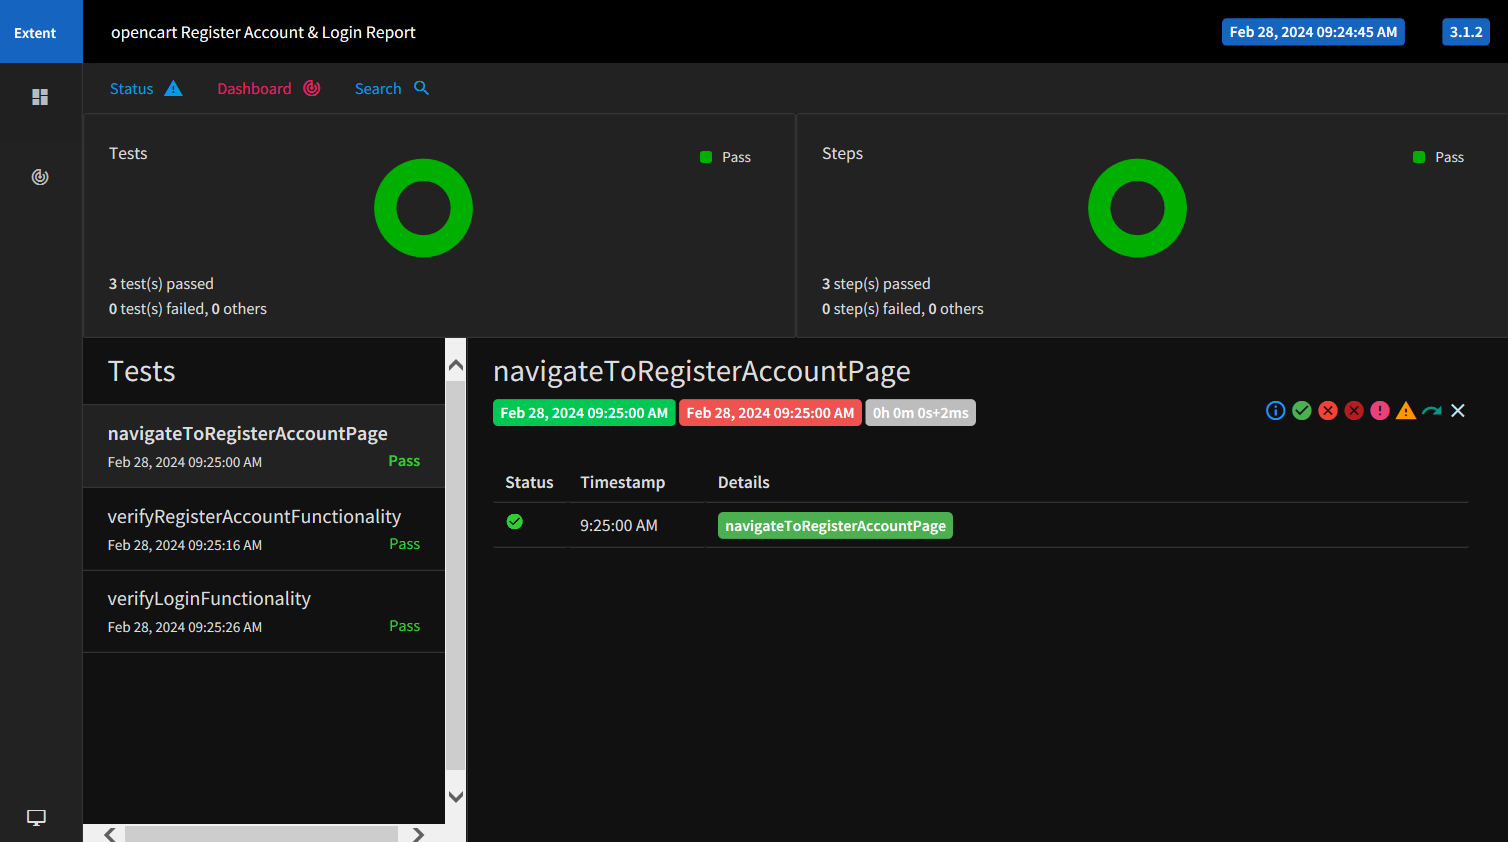 Extent
opencart Register Account & Login Report
Feb 28, 2024 09:24:45 AM
3.1.2
Status
Dashboard
Search
Tests
Pass
3 test(s) passed
0 test(s) failed, 0 others
Steps
Pass
3 step(s) passed
0 step(s) failed, 0 others
Tests
navigateToRegisterAccountPage
Feb 28, 2024 09:25:00 AM Pass
verifyRegisterAccountFunctionality
Feb 28, 2024 09:25:16 AM Pass
verifyLoginFunctionality
Feb 28, 2024 09:25:26 AM Pass
navigateToRegisterAccountPage
Feb 28, 2024 09:25:00 AM Feb 28, 2024 09:25:00 AM 0h 0m 0s+2ms
Status Timestamp Details
9:25:00 AM navigateToRegisterAccountPage